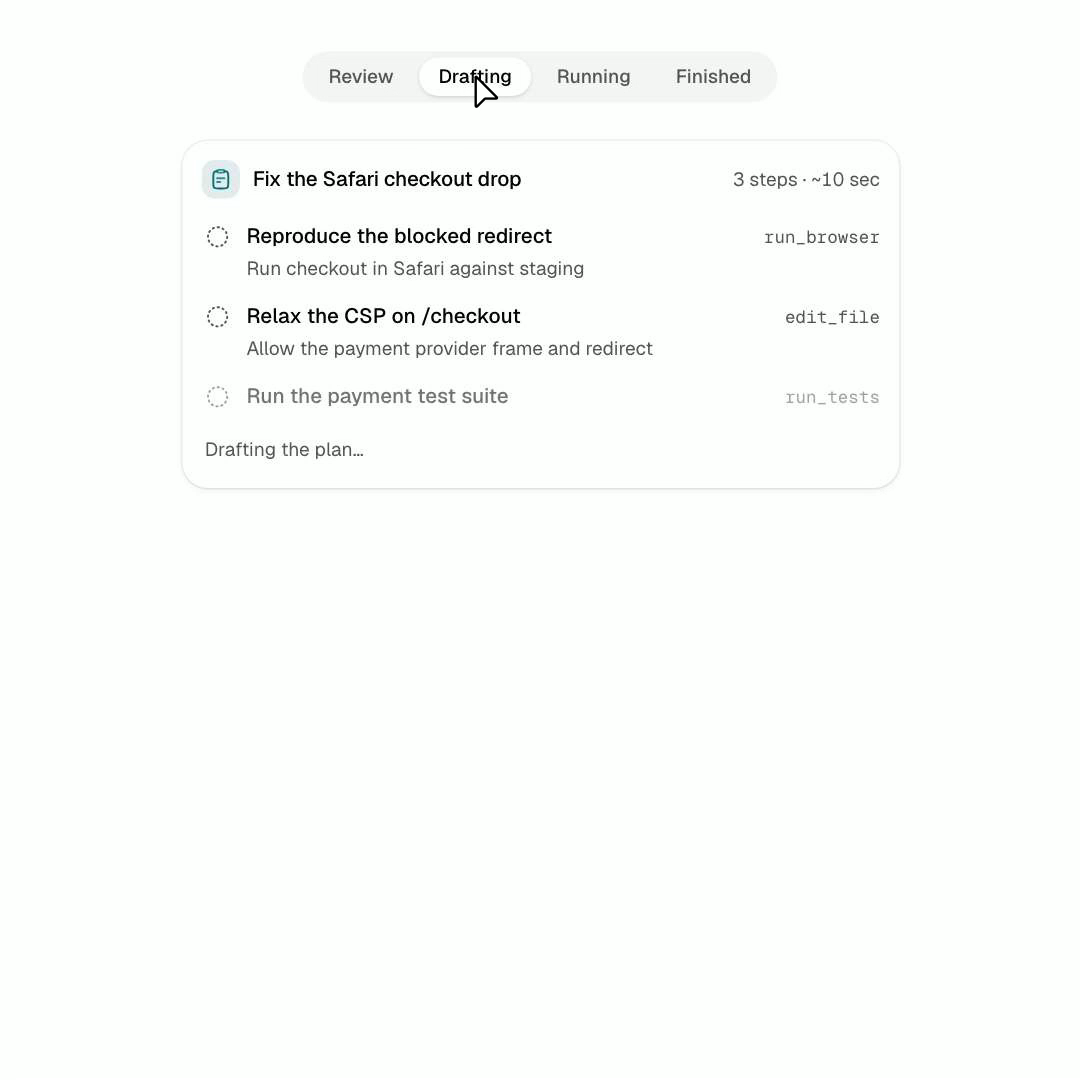 Review Drafting Running Finished
Fix the Safari checkout drop 3 steps · ~10 sec
Reproduce the blocked redirect run_browser
Run checkout in Safari against staging
Relax the CSP on /checkout edit_file
Allow the payment provider frame and redirect
Run the payment test suite run_tests
Drafting the plan…